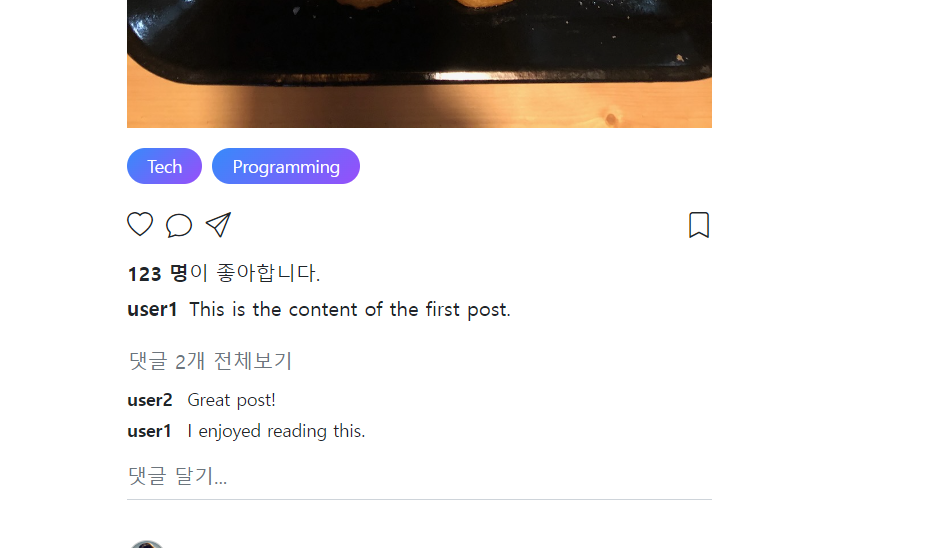 Tech Programming
123 명이 좋아합니다.
user1 This is the content of the first post.
댓글 2개 전체보기
user2 Great post!
user1 I enjoyed reading this.
댓글 달기...